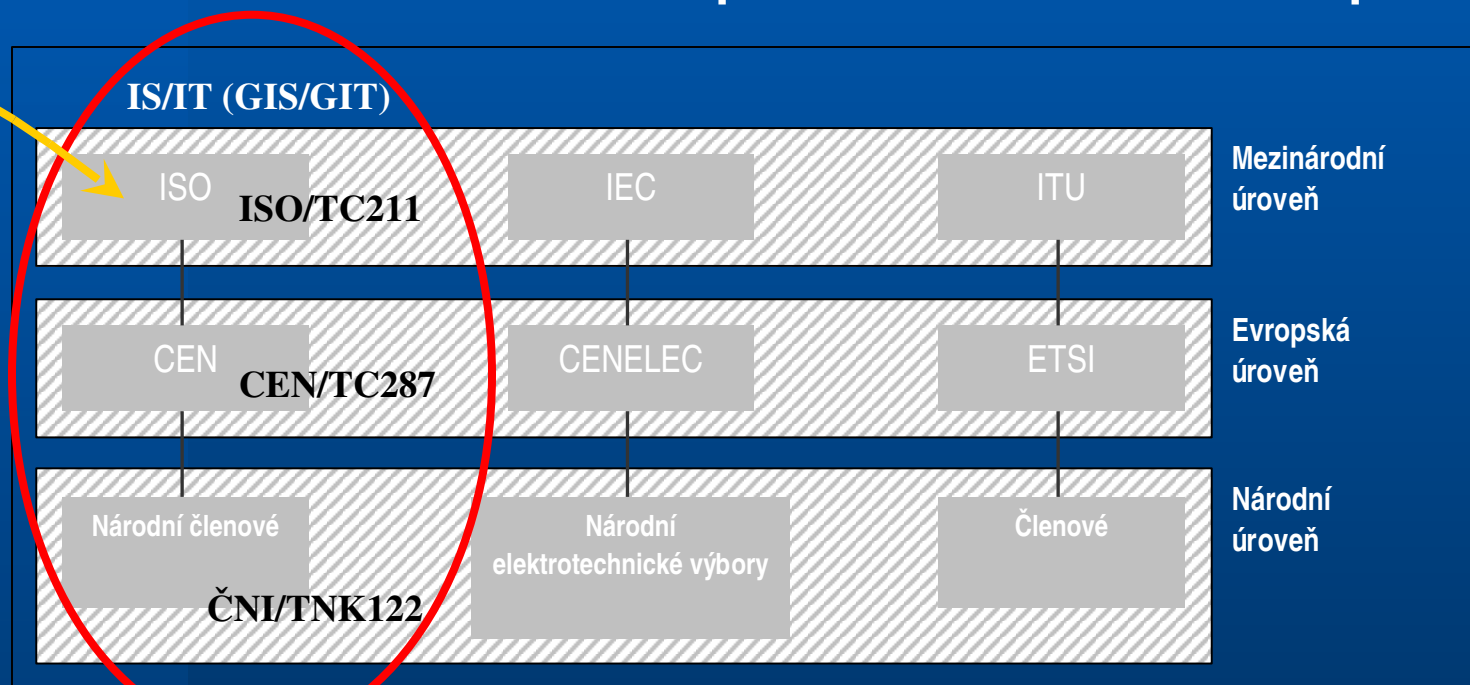 IS/IT (GIS/GIT)
ISO
ISO/TC211
IEC
ITU
Mezinárodní
úroveň
CEN
CEN/TC287
CENELEC
ETSI
Evropská
úroveň
Národní členové
ČNI/TNK122
Národní
elektrotechnické výbory
Členové
Národní
úroveň